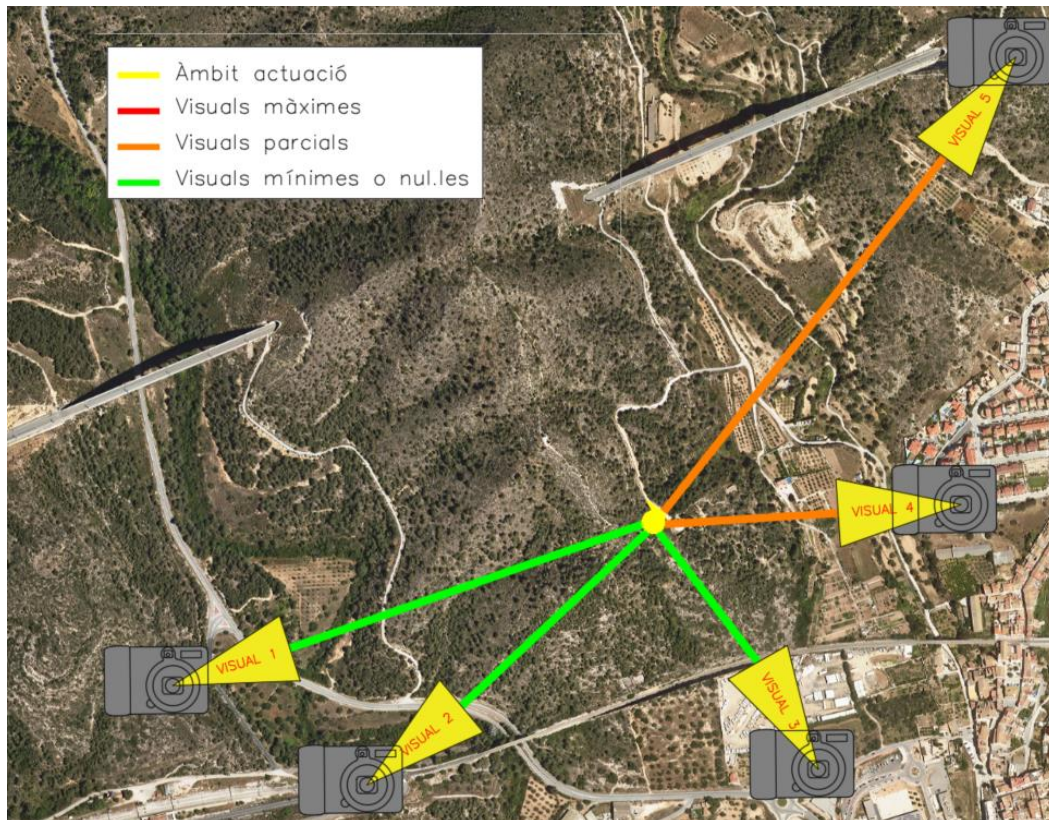 Àmbit actuació
Visuals màximes
Visuals parcials
Visuals mínimes o nul.les
VISUAL 5
VISUAL 4
VISUAL 1
VISUAL 2
VISUAL 3